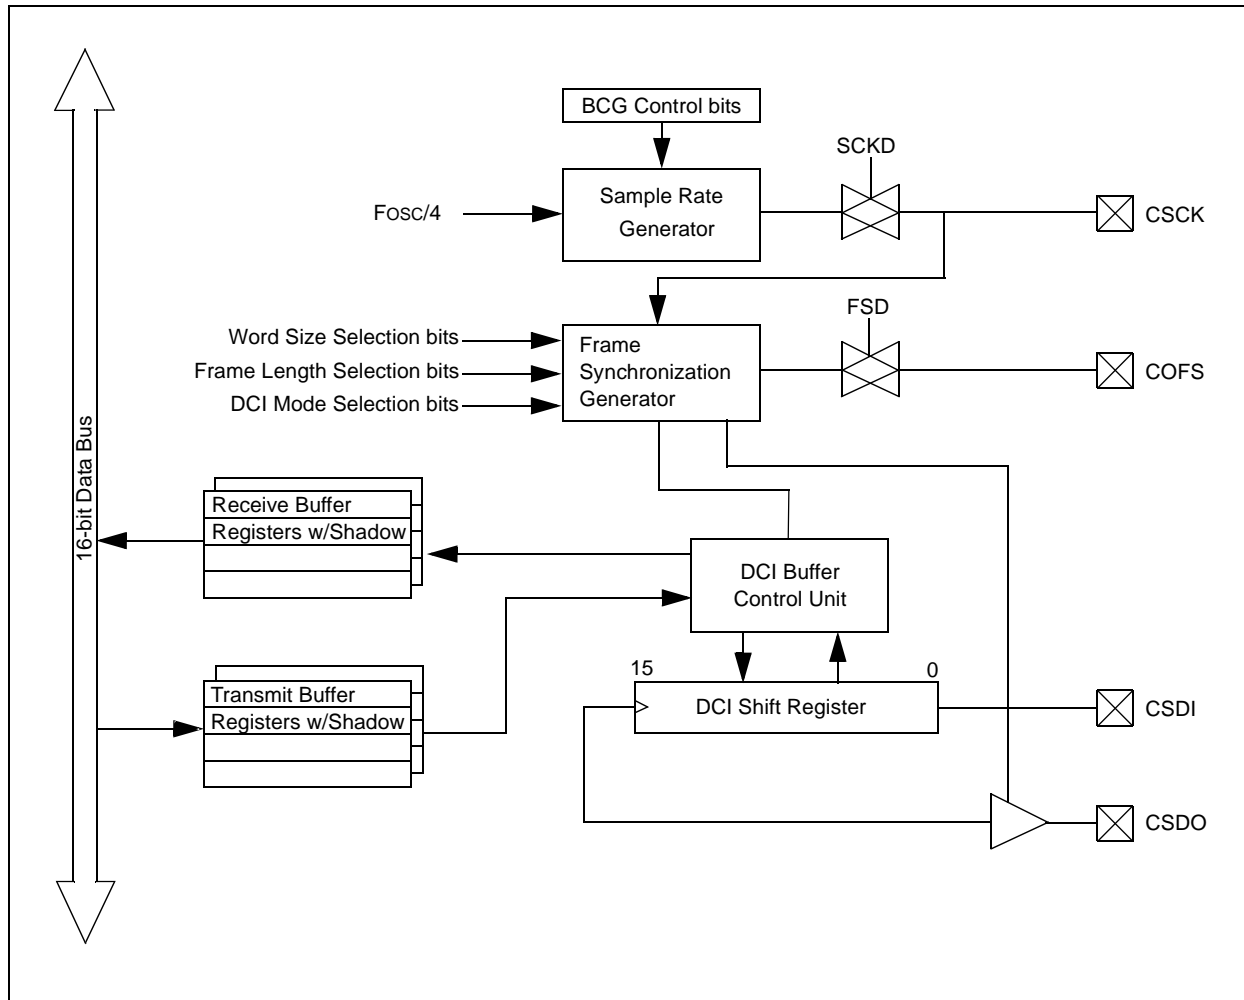 BCG Control bits
SCKD
Sample Rate
Generator
FOSC/4
CSCK
FSD
Word Size Selection bits
Frame Length Selection bits
DCI Mode Selection bits
Frame
Synchronization
Generator
COFS
16-bit Data Bus
Receive Buffer
Registers w/Shadow
DCI Buffer
Control Unit
15
0
Transmit Buffer
Registers w/Shadow
DCI Shift Register
CSDI
CSDO